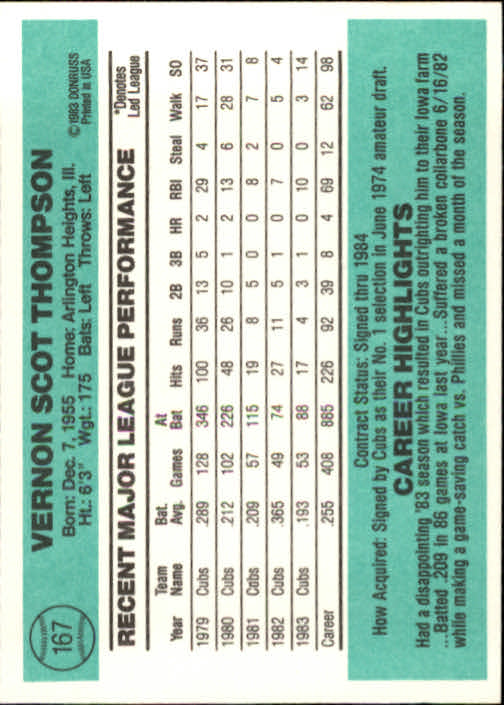 167
VERNON SCOT THOMPSON
Born: Dec. 7, 1955 Home: Arlington Heights, Ill.
Ht.: 6'3" Wgt.: 175 Bats: Left Throws: Left
© 1983 DONRUSS
Printed in USA
RECENT MAJOR LEAGUE PERFORMANCE
*Denotes
Led League
Year Team Name Bat. Avg. Games At Bat Hits Runs 2B 3B HR RBI Steal Walk SO
1979 Cubs .289 128 346 100 36 13 5 2 29 4 17 37
1980 Cubs .212 102 226 48 26 10 1 2 13 6 28 31
1981 Cubs .209 57 115 19 8 5 0 0 8 2 7 8
1982 Cubs .365 49 74 27 11 5 1 0 7 0 5 4
1983 Cubs .193 53 88 17 4 3 1 0 10 0 3 14
Career .255 408 885 226 92 39 8 4 69 12 62 98
Contract Status: Signed thru 1984
How Acquired: Signed by Cubs as their No. 1 selection in June 1974 amateur draft.
CAREER HIGHLIGHTS
Had a disappointing '83 season which resulted in Cubs outrighting him to their Iowa farm
...Batted .209 in 86 games at Iowa last year...Suffered a broken collarbone 6/16/82
while making a game-saving catch vs. Phillies and missed a month of the season.